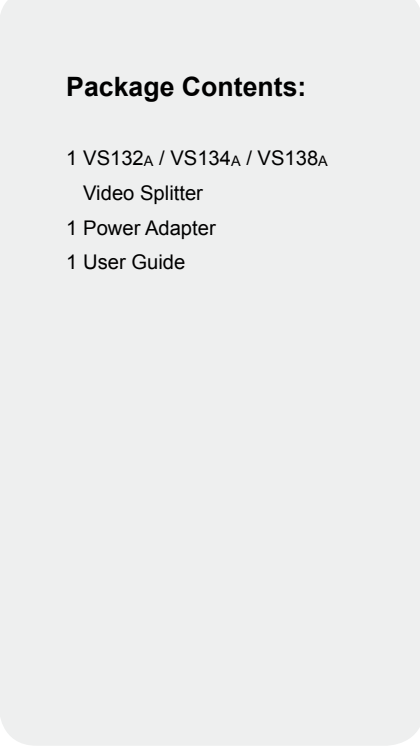 Package Contents:
1 VS132A / VS134A / VS138A
Video Splitter
1 Power Adapter
1 User Guide